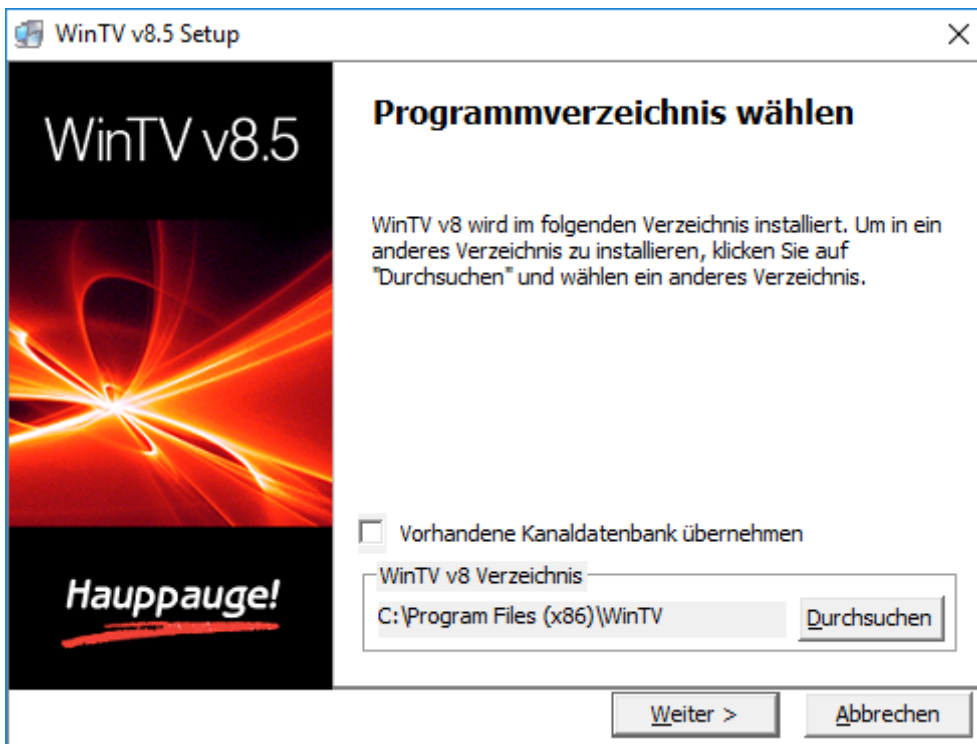 WinTV v8.5 Setup
WinTV v8.5
Programmverzeichnis wählen
WinTV v8 wird im folgenden Verzeichnis installiert. Um in ein
anderes Verzeichnis zu installieren, klicken Sie auf
"Durchsuchen" und wählen ein anderes Verzeichnis.
Vorhandene Kanaldatenbank übernehmen
WinTV v8 Verzeichnis
C:\Program Files (x86)\WinTV
Durchsuchen
Hauppauge!
Weiter >
Abbrechen